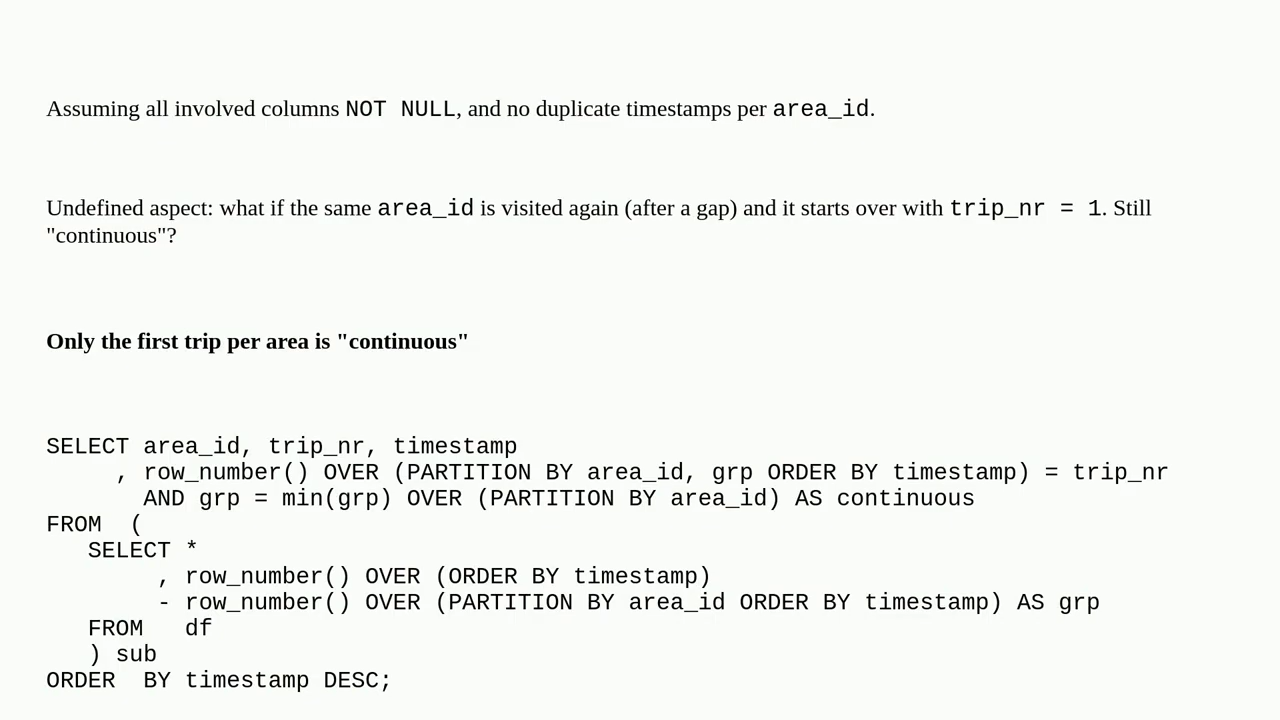 Assuming all involved columns NOT NULL, and no duplicate timestamps per area_id.
Undefined aspect: what if the same area_id is visited again (after a gap) and it starts over with trip_nr = 1. Still
"continuous"?
Only the first trip per area is "continuous"
SELECT area_id, trip_nr, timestamp
     , row_number() OVER (PARTITION BY area_id, grp ORDER BY timestamp) = trip_nr
       AND grp = min(grp) OVER (PARTITION BY area_id) AS continuous
FROM  (
   SELECT *
        , row_number() OVER (ORDER BY timestamp)
        - row_number() OVER (PARTITION BY area_id ORDER BY timestamp) AS grp
   FROM   df
   ) sub
ORDER  BY timestamp DESC;